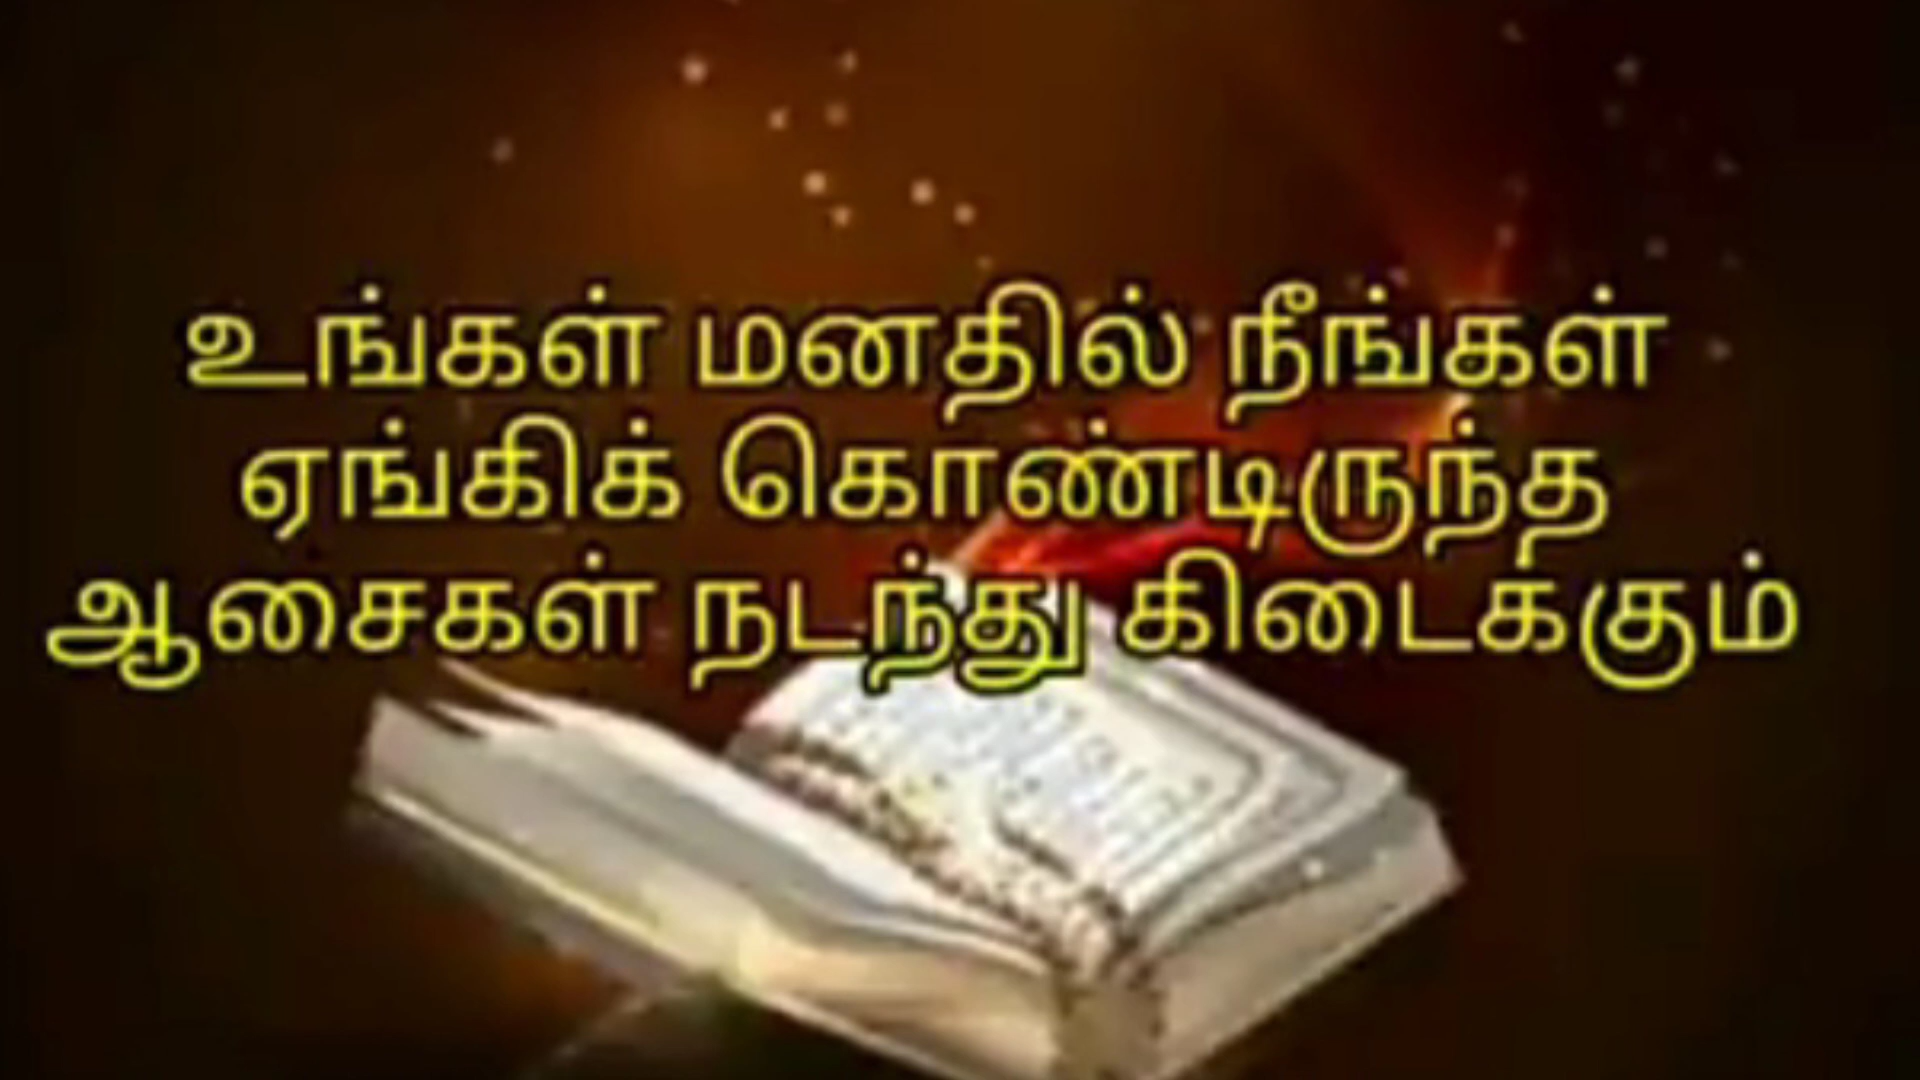 உங்கள் மனதில் நீங்கள்
ஏங்கிக் கொண்டிருந்த
ஆசைகள் நடந்து கிடைக்கும்